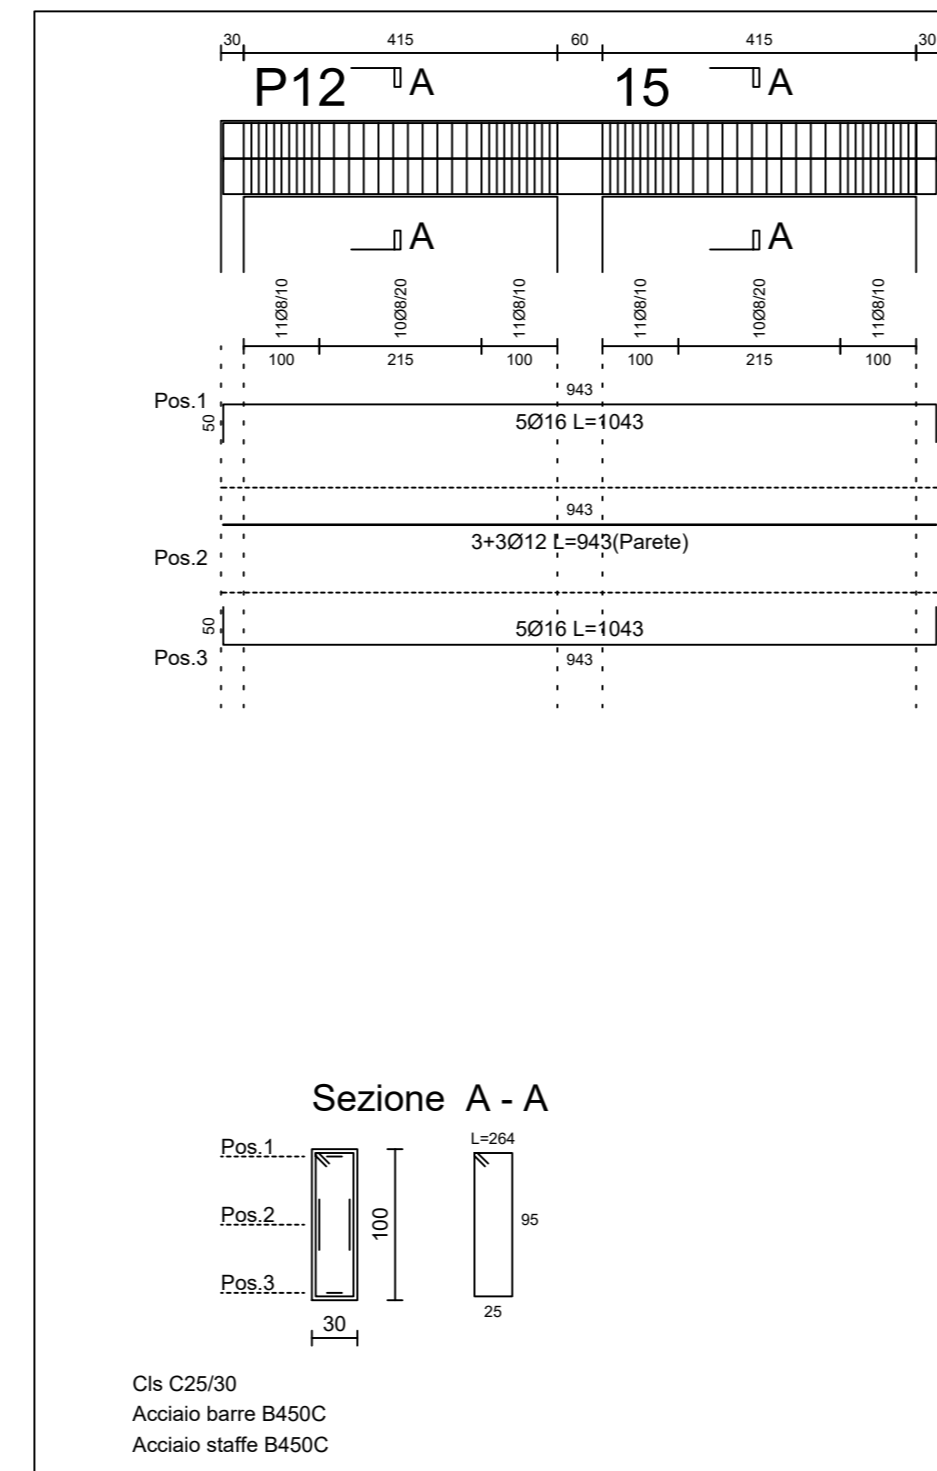 30 415 60 415 30
P12 A 15 A
A A
11Ø8/10 10Ø8/20 11Ø8/10 11Ø8/10 10Ø8/20 11Ø8/10
100 215 100 100 215 100
943
Pos.1
50
5Ø16 L=1043
943
3+3Ø12 L=943(Parete)
Pos.2
50
5Ø16 L=1043
Pos.3
943
Sezione A - A
Pos.1
L=264
Pos.2
100
95
Pos.3
25
30
Cls C25/30
Acciaio barre B450C
Acciaio staffe B450C